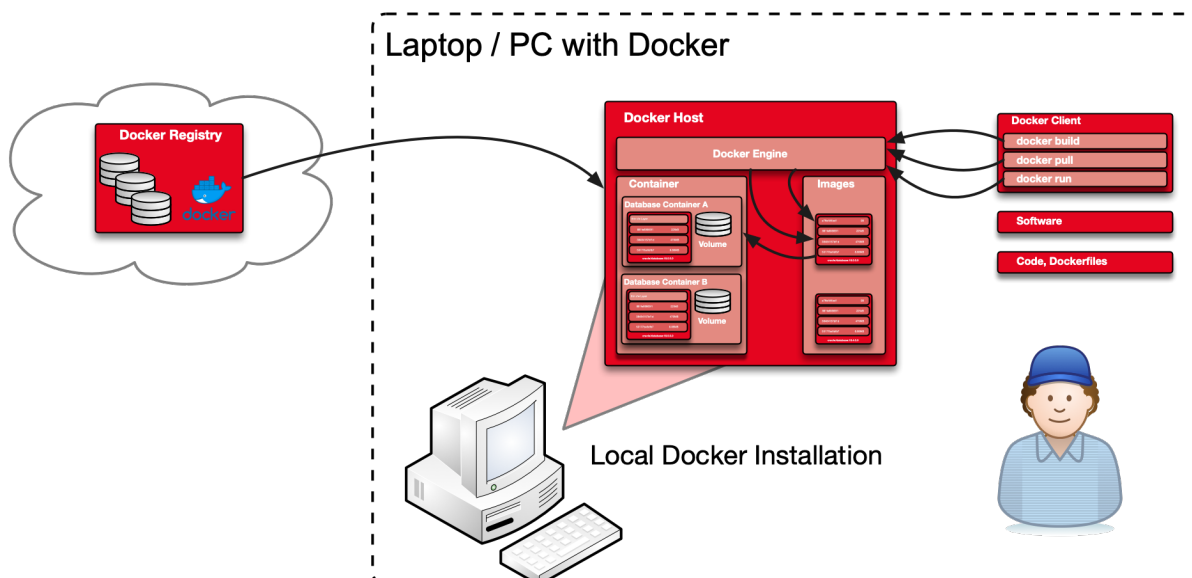 Laptop / PC with Docker
Docker Registry
docker
Docker Host
Docker Engine
Container
Database Container A
Volume
Database Container B
Volume
Images
Docker Client
docker build
docker pull
docker run
Software
Code, Dockerfiles
Local Docker Installation